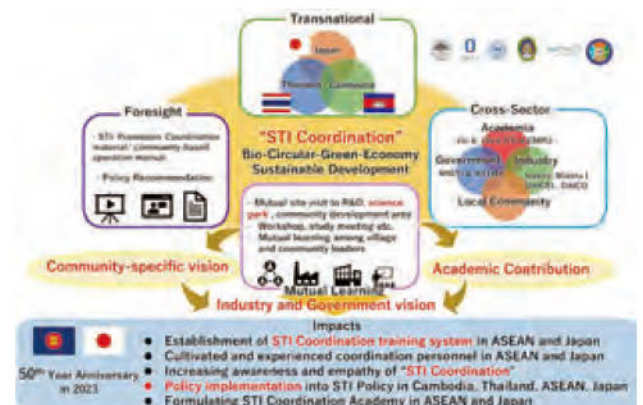 Transnational
Japan
Thailand
Cambodia
Foresight
- STI Promotion Coordination
material/ community-based
operation manual
- Policy Recommendation
"STI Coordination"
Bio-Circular-Green-Economy
Sustainable Development
Cross-Sector
Academia
Government
Industry
Local Community
- Mutual site visit to R&D, science
park, community development area
- Workshop, study meeting etc.
- Mutual learning among village
and community leaders
Mutual Learning
Community-specific vision
Academic Contribution
Industry and Government vision
Impacts
50th Year Anniversary
in 2023
● Establishment of STI Coordination training system in ASEAN and Japan
● Cultivated and experienced coordination personnel in ASEAN and Japan
● Increasing awareness and empathy of "STI Coordination"
● Policy implementation into STI Policy in Cambodia, Thailand, ASEAN, Japan
● Formulating STI Coordination Academy in ASEAN and Japan